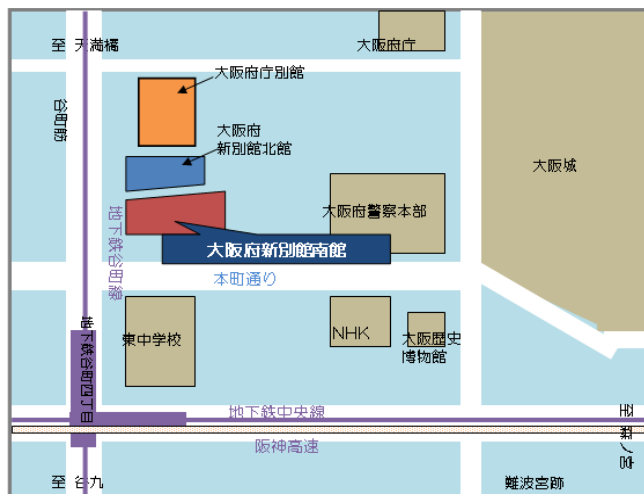 至 天満橋
大阪府庁
大阪府庁別館
谷町筋
大阪府
新別館北館
大阪城
地下鉄谷町線
大阪府警察本部
大阪府新別館南館
本町通り
地下鉄谷町四丁目
東中学校
NHK
大阪歴史
博物館
地下鉄中央線
至 森ノ宮
阪神高速
至 谷九
難波宮跡